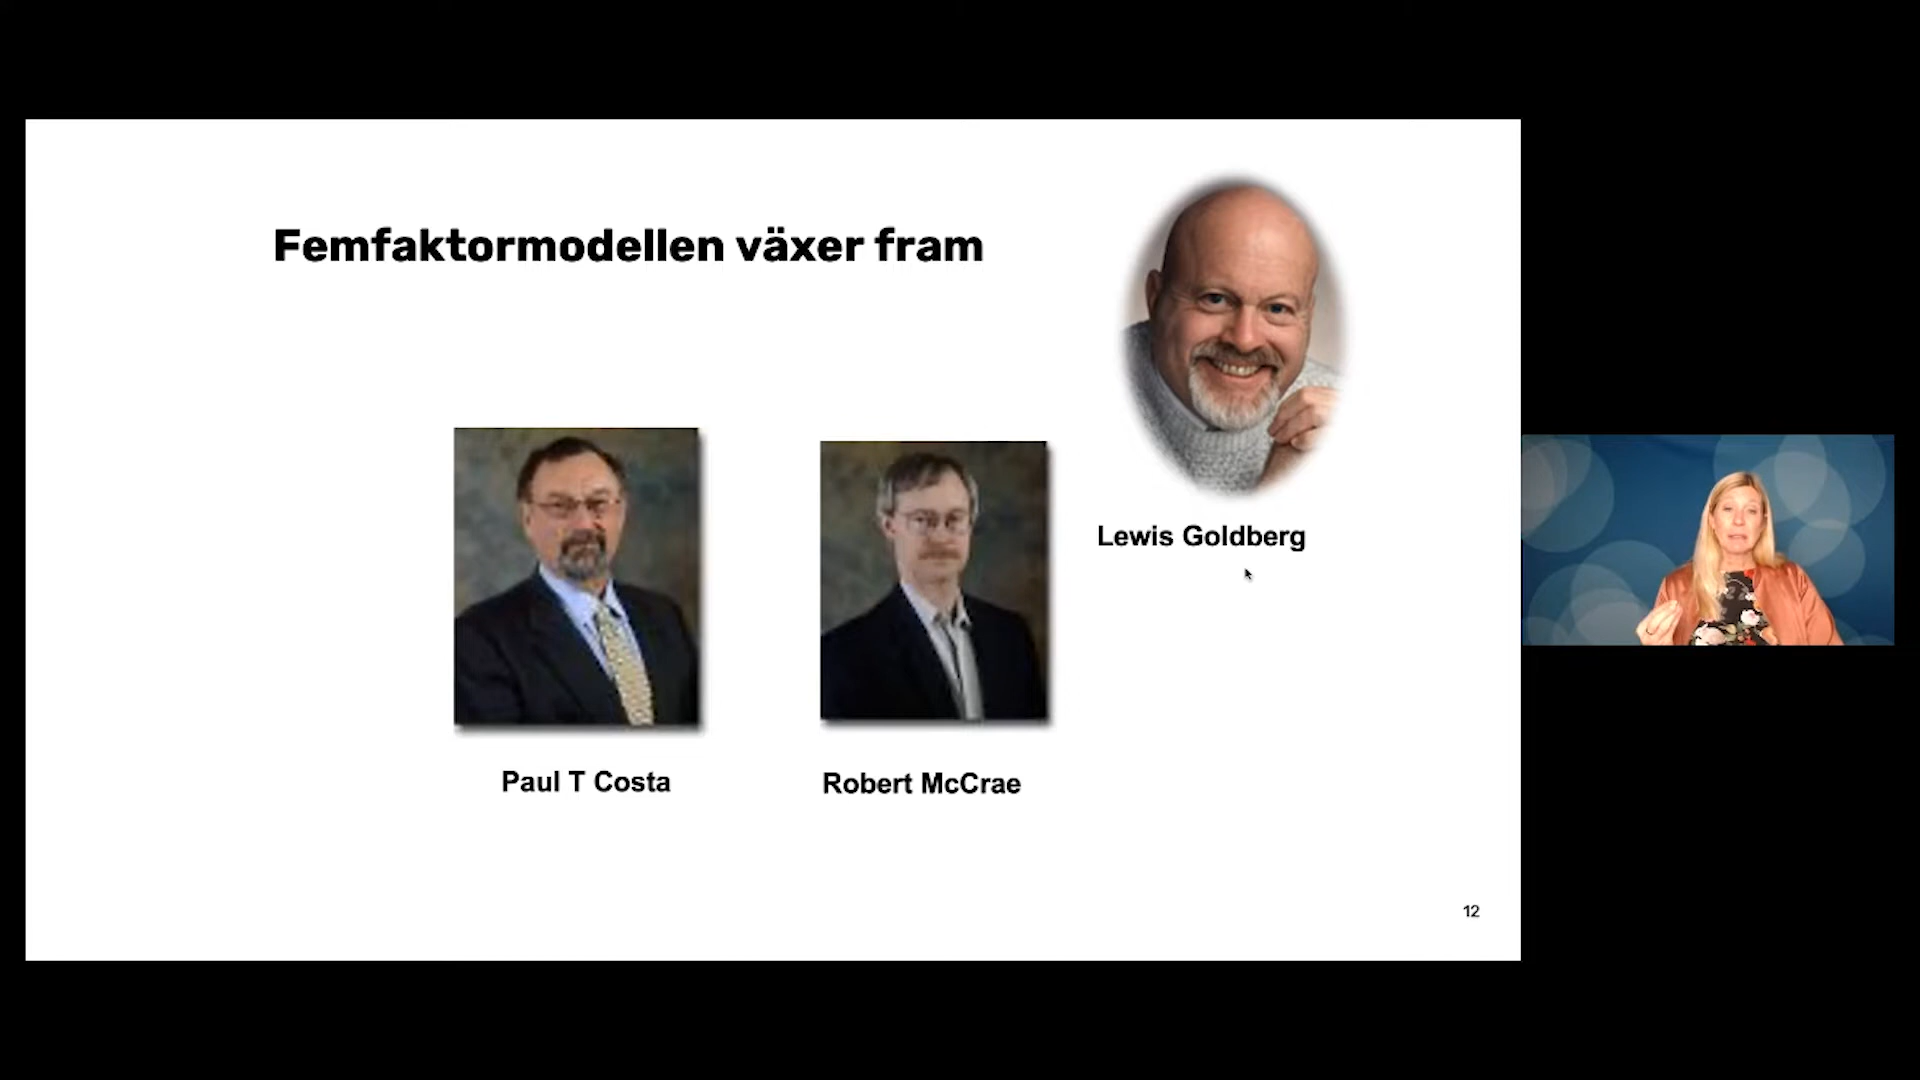 Femfaktormodellen växer fram
Lewis Goldberg
Paul T Costa
Robert McCrae
12